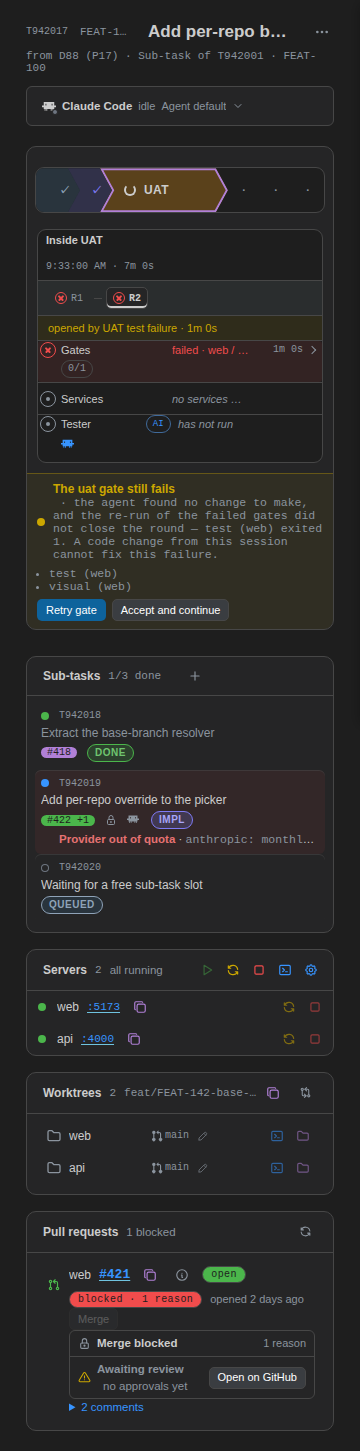 T942017 FEAT-1… Add per-repo b…
from D88 (P17) · Sub-task of T942001 · FEAT-
100
Claude Code idle Agent default
✓ ✓ UAT · · ·
Inside UAT
9:33:00 AM · 7m 0s
R1 — R2
opened by UAT test failure · 1m 0s
Gates failed · web / … 1m 0s
0/1
Services no services …
Tester AI has not run
The uat gate still fails
· the agent found no change to make,
and the re-run of the failed gates did
not close the round — test (web) exited
1. A code change from this session
cannot fix this failure.
• test (web)
• visual (web)
Retry gate Accept and continue
Sub-tasks 1/3 done
T942018
Extract the base-branch resolver
#418 DONE
T942019
Add per-repo override to the picker
#422 +1 IMPL
Provider out of quota · anthropic: monthl…
T942020
Waiting for a free sub-task slot
QUEUED
Servers 2 all running
web :5173
api :4000
Worktrees 2 feat/FEAT-142-base-…
web main
api main
Pull requests 1 blocked
web #421 open
blocked · 1 reason opened 2 days ago
Merge
Merge blocked 1 reason
Awaiting review
no approvals yet
Open on GitHub
2 comments